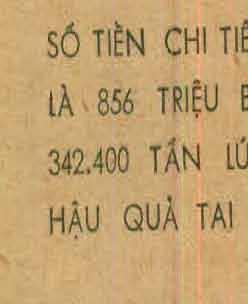 SỐ TIỀN CHI TIÊ
LÀ 856 TRIỆU
342.400 TẤN LÚ
HẬU QUẢ TAI